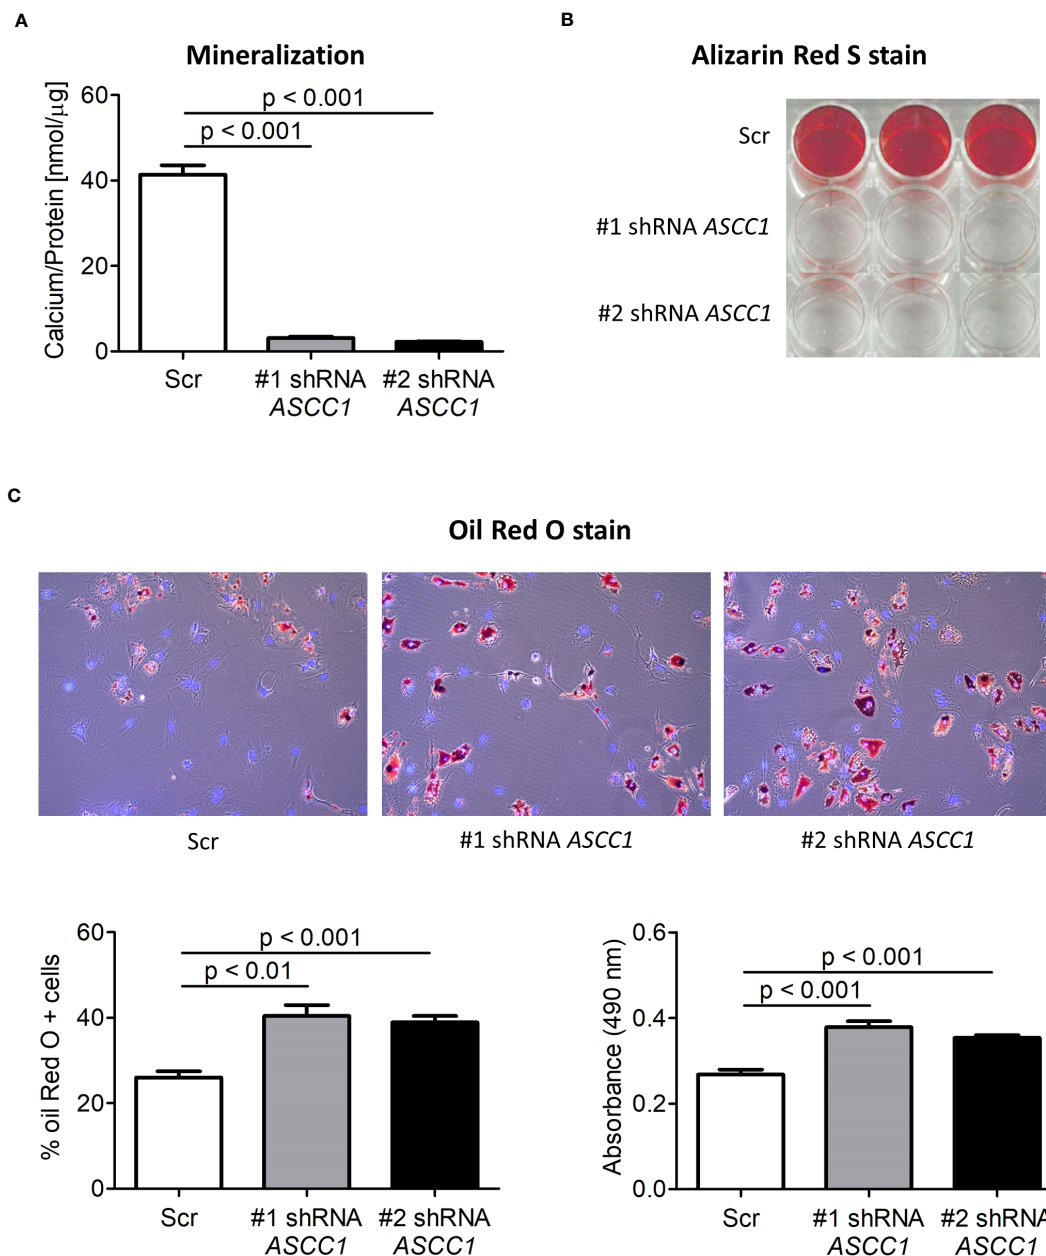 A
Mineralization
Calcium/Protein [nmol/µg]
60
40
20
0
p < 0.001
p < 0.001
Scr
#1 shRNA
ASCC1
#2 shRNA
ASCC1
B
Alizarin Red S stain
Scr
#1 shRNA ASCC1
#2 shRNA ASCC1
C
Oil Red O stain
Scr
#1 shRNA ASCC1
#2 shRNA ASCC1
% oil Red O + cells
60
40
20
0
p < 0.001
p < 0.01
Scr
#1 shRNA
ASCC1
#2 shRNA
ASCC1
Absorbance (490 nm)
0.6
0.4
0.2
0.0
p < 0.001
p < 0.001
Scr
#1 shRNA
ASCC1
#2 shRNA
ASCC1